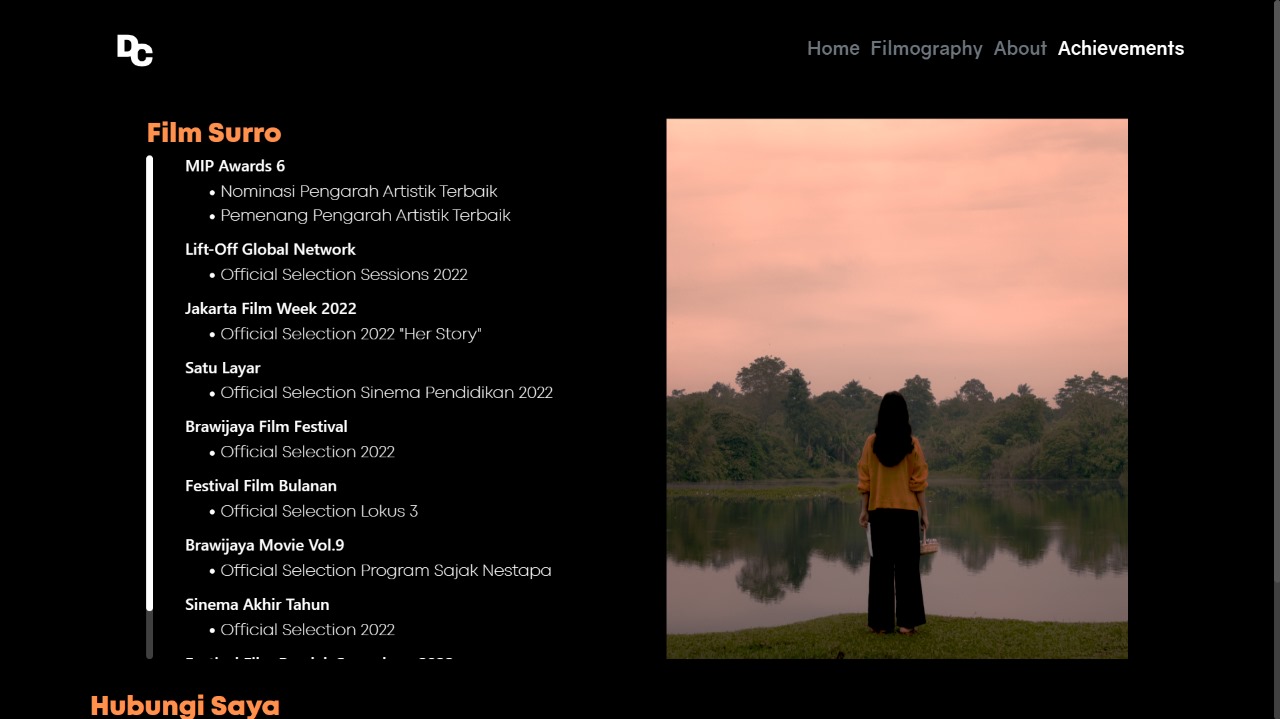 DC
Home Filmography About Achievements
Film Surro
MIP Awards 6
• Nominasi Pengarah Artistik Terbaik
• Pemenang Pengarah Artistik Terbaik
Lift-Off Global Network
• Official Selection Sessions 2022
Jakarta Film Week 2022
• Official Selection 2022 "Her Story"
Satu Layar
• Official Selection Sinema Pendidikan 2022
Brawijaya Film Festival
• Official Selection 2022
Festival Film Bulanan
• Official Selection Lokus 3
Brawijaya Movie Vol.9
• Official Selection Program Sajak Nestapa
Sinema Akhir Tahun
• Official Selection 2022
Hubungi Saya